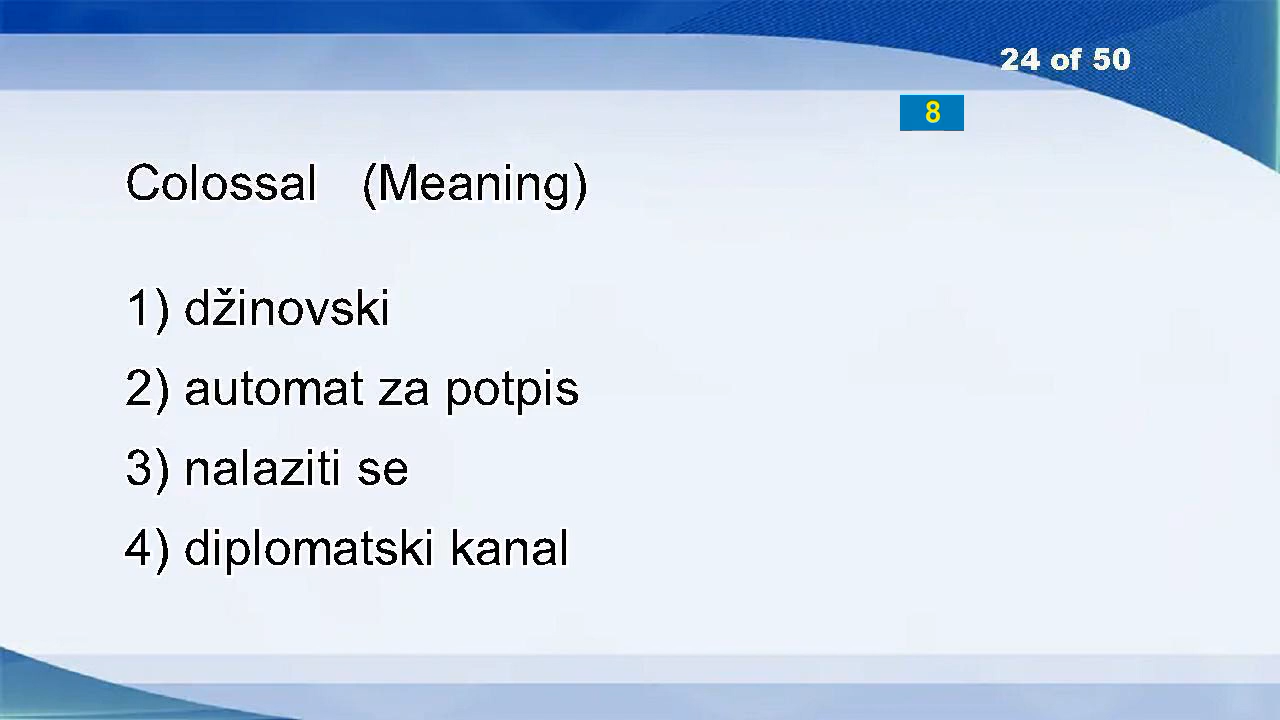 24 of 50
8
Colossal (Meaning)
1) džinovski
2) automat za potpis
3) nalaziti se
4) diplomatski kanal